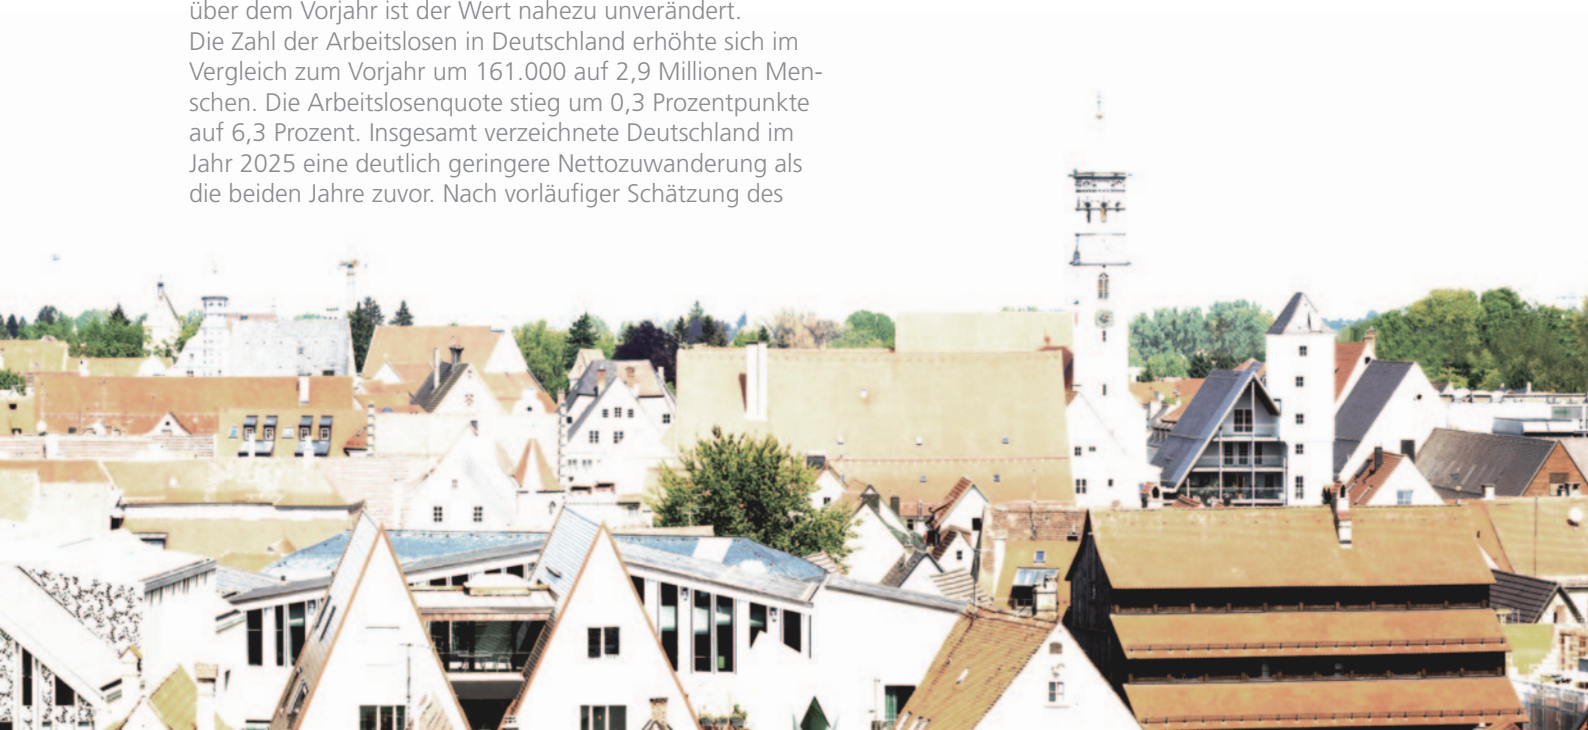 über dem Vorjahr ist der Wert nahezu unverändert.
Die Zahl der Arbeitslosen in Deutschland erhöhte sich im
Vergleich zum Vorjahr um 161.000 auf 2,9 Millionen Men-
schen. Die Arbeitslosenquote stieg um 0,3 Prozentpunkte
auf 6,3 Prozent. Insgesamt verzeichnete Deutschland im
Jahr 2025 eine deutlich geringere Nettozuwanderung als
die beiden Jahre zuvor. Nach vorläufiger Schätzung des